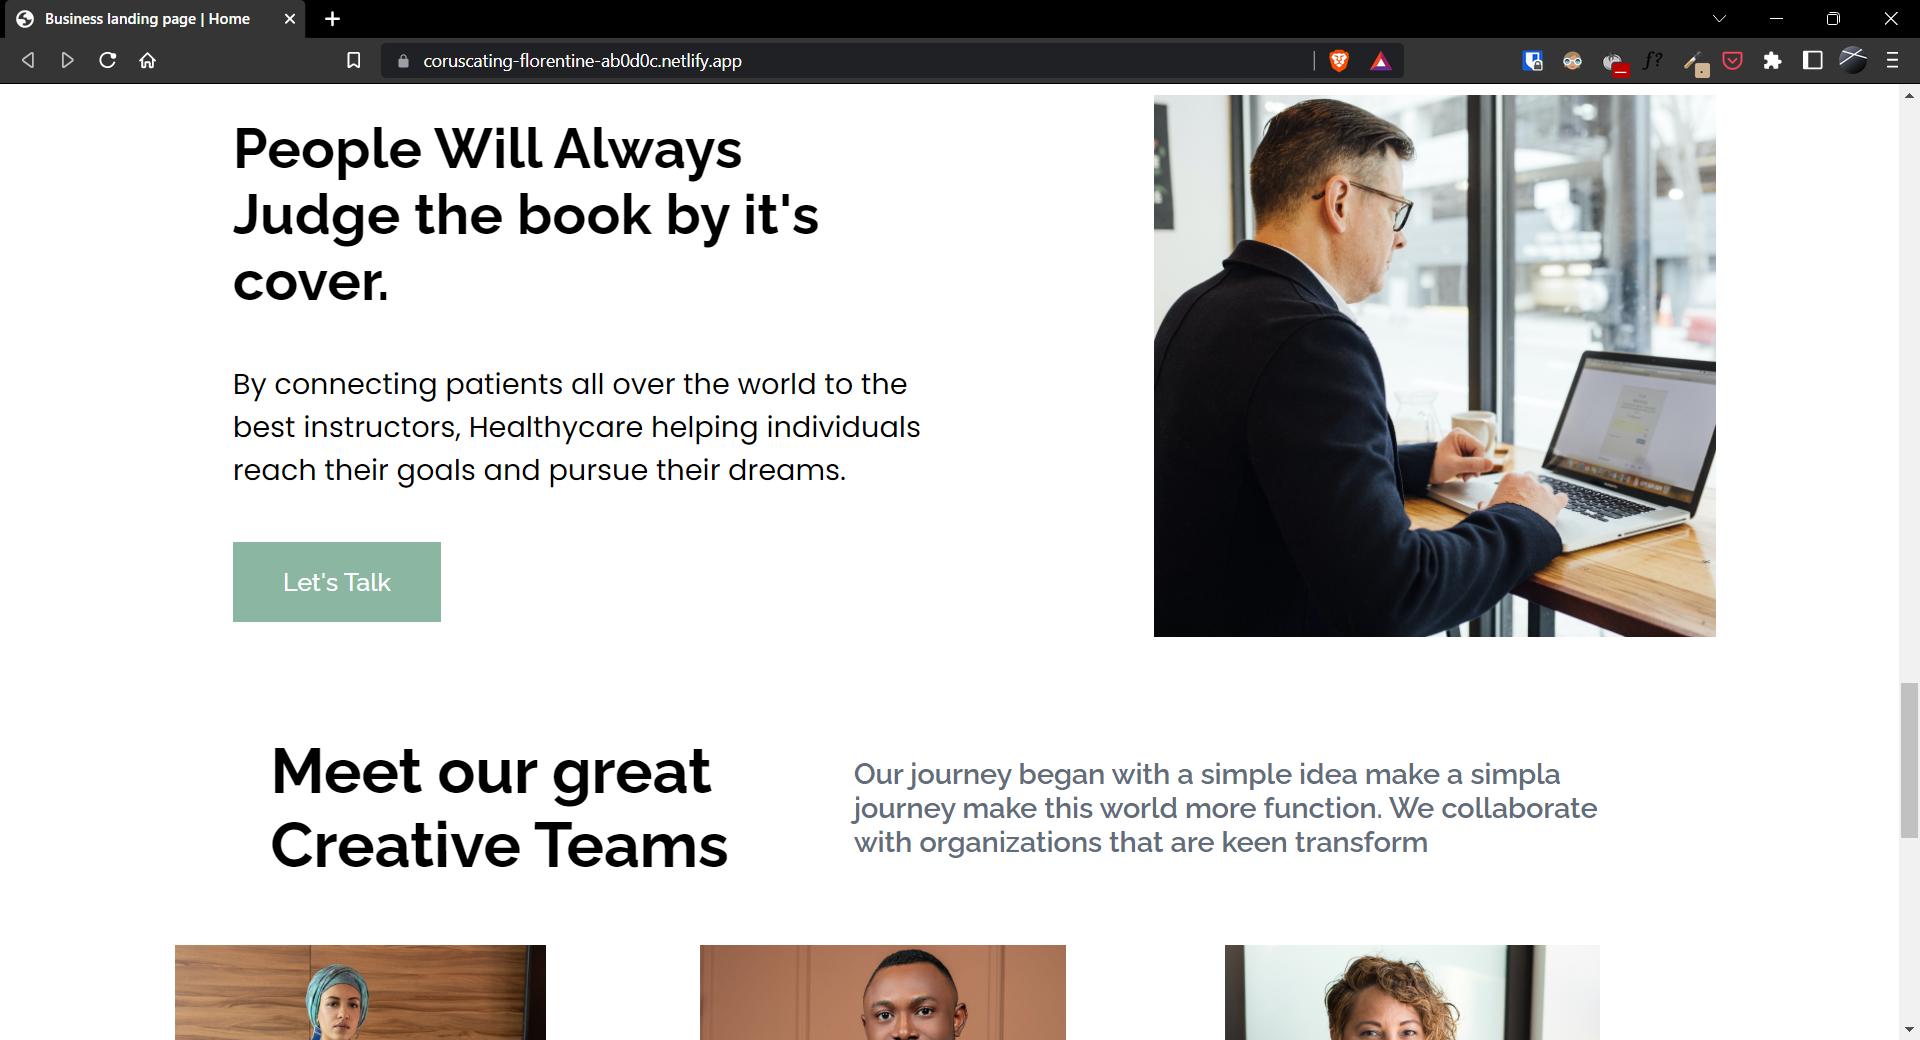 Business landing page | Home
coruscating-florentine-ab0d0c.netlify.app
f?
People Will Always
Judge the book by it's
cover.
By connecting patients all over the world to the
best instructors, Healthycare helping individuals
reach their goals and pursue their dreams.
Let's Talk
Meet our great
Creative Teams
Our journey began with a simple idea make a simpla
journey make this world more function. We collaborate
with organizations that are keen transform